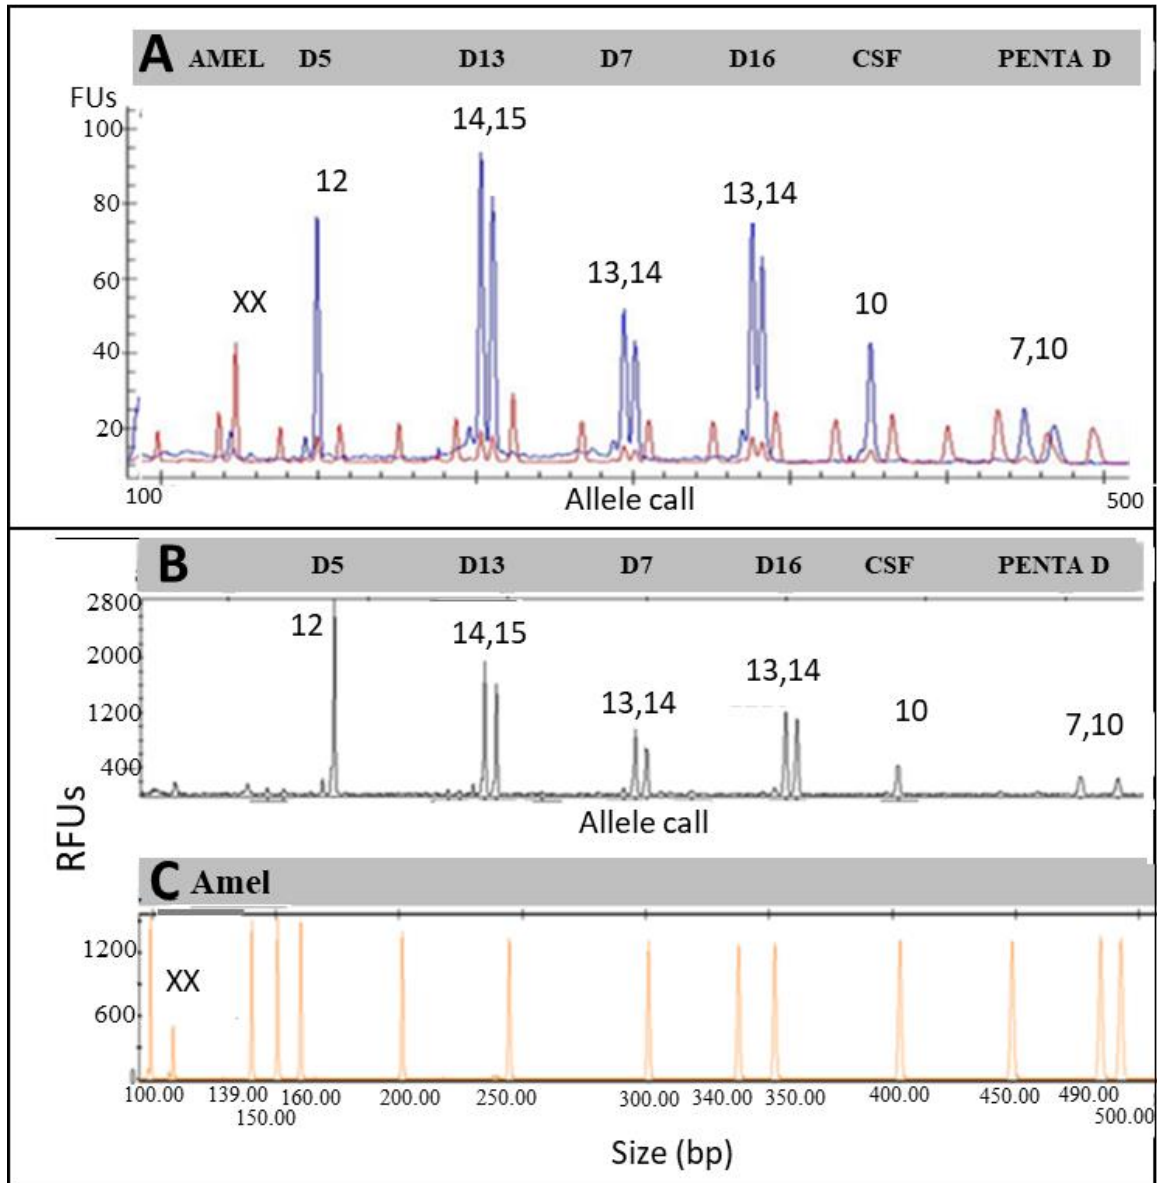 A AMEL D5 D13 D7 D16 CSF PENTA D
FUs
100
80
60
40
20
XX
12
14,15
13,14
13,14
10
7,10
100
Allele call
500
B D5 D13 D7 D16 CSF PENTA D
2800
2000
1200
400
12
14,15
13,14
13,14
10
7,10
Allele call
RFUs
C Amel
1200
600
XX
100.00 139.00 160.00 200.00 250.00 300.00 340.00 350.00 400.00 450.00 490.00
150.00 500.00
Size (bp)